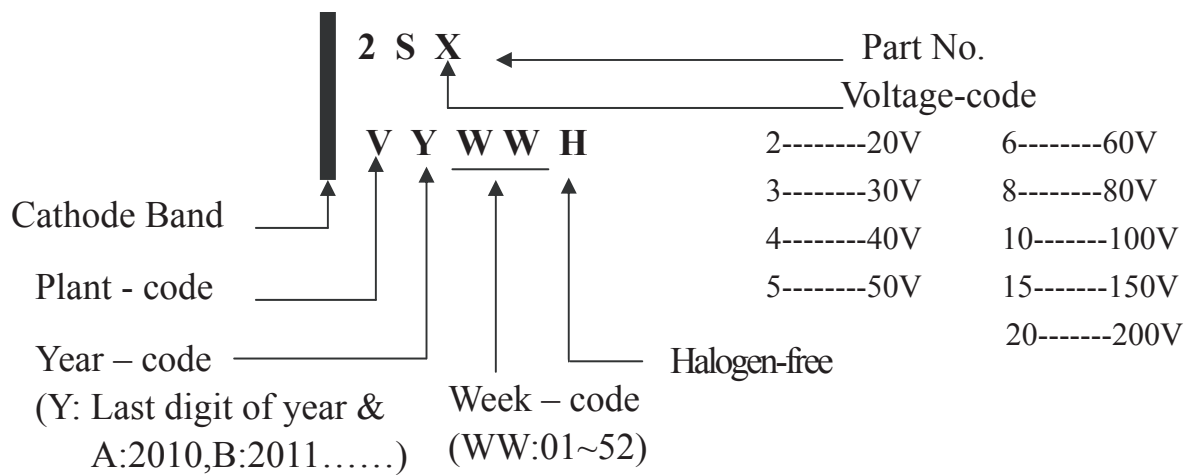 2 S X
Part No.
Voltage-code
V Y W W H
2--------20V 6--------60V
3--------30V 8--------80V
4--------40V 10-------100V
5--------50V 15-------150V
20-------200V
Cathode Band
Plant - code
Year – code
(Y: Last digit of year &
A:2010,B:2011……)
Week – code
(WW:01~52)
Halogen-free